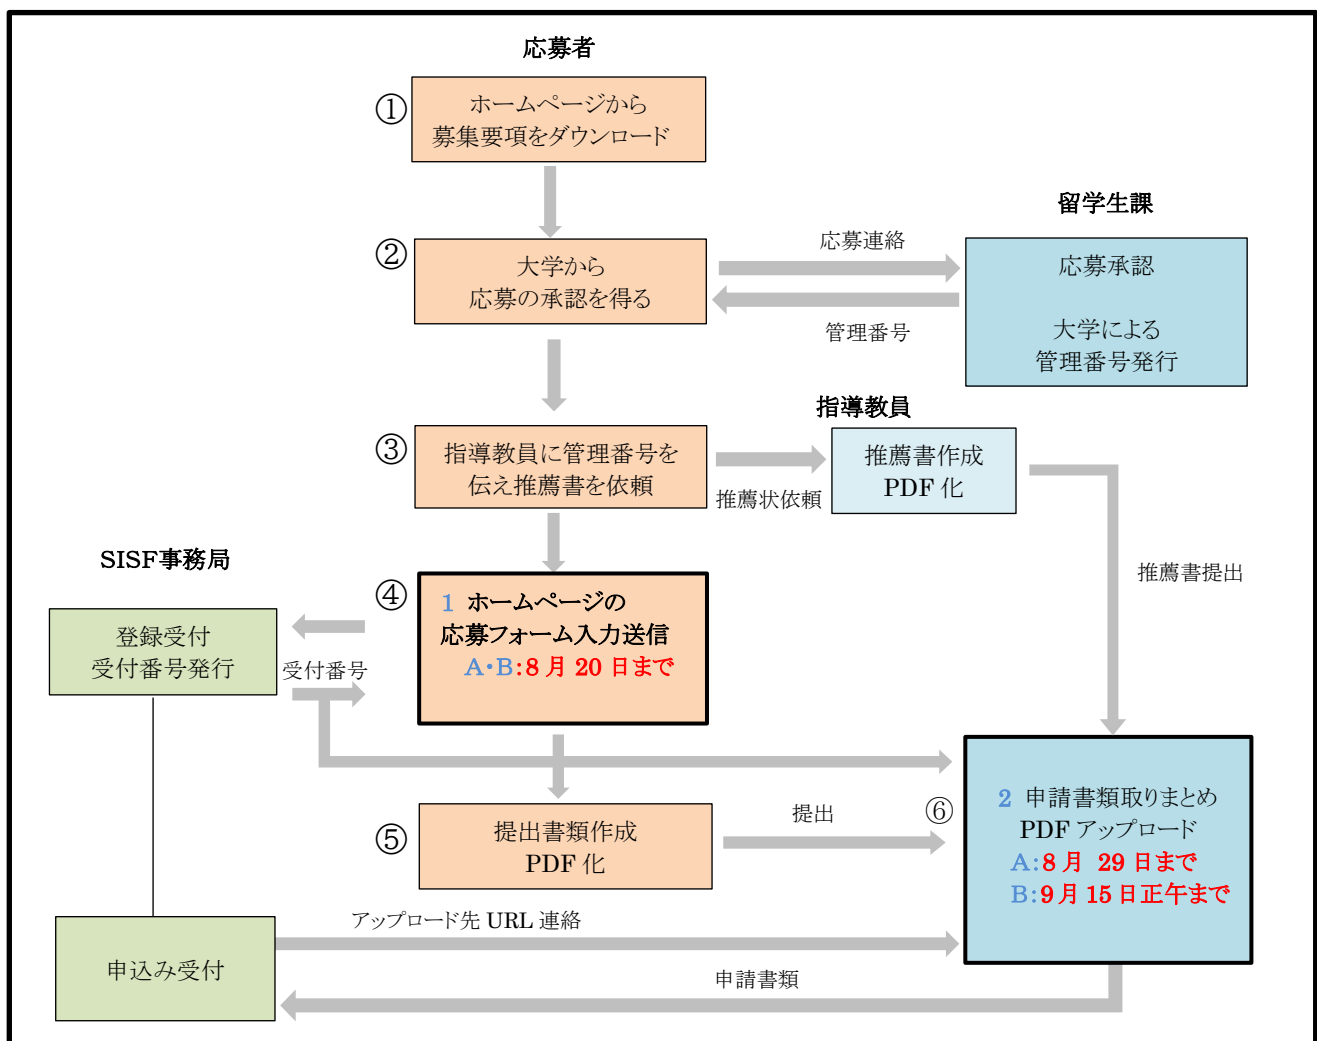 応募者
①
ホームページから
募集要項をダウンロード
留学生課
②
大学から
応募の承認を得る
応募連絡
管理番号
応募承認
大学による
管理番号発行
指導教員
③
指導教員に管理番号を
伝え推薦書を依頼
推薦状依頼
推薦書作成
PDF 化
推薦書提出
SISF事務局
登録受付
受付番号発行
受付番号
④
1 ホームページの
応募フォーム入力送信
A・B:8 月 20 日まで
⑤
提出書類作成
PDF 化
提出
⑥
2 申請書類取りまとめ
PDF アップロード
A:8 月 29 日まで
B:9 月 15 日正午まで
アップロード先 URL 連絡
申込み受付
申請書類